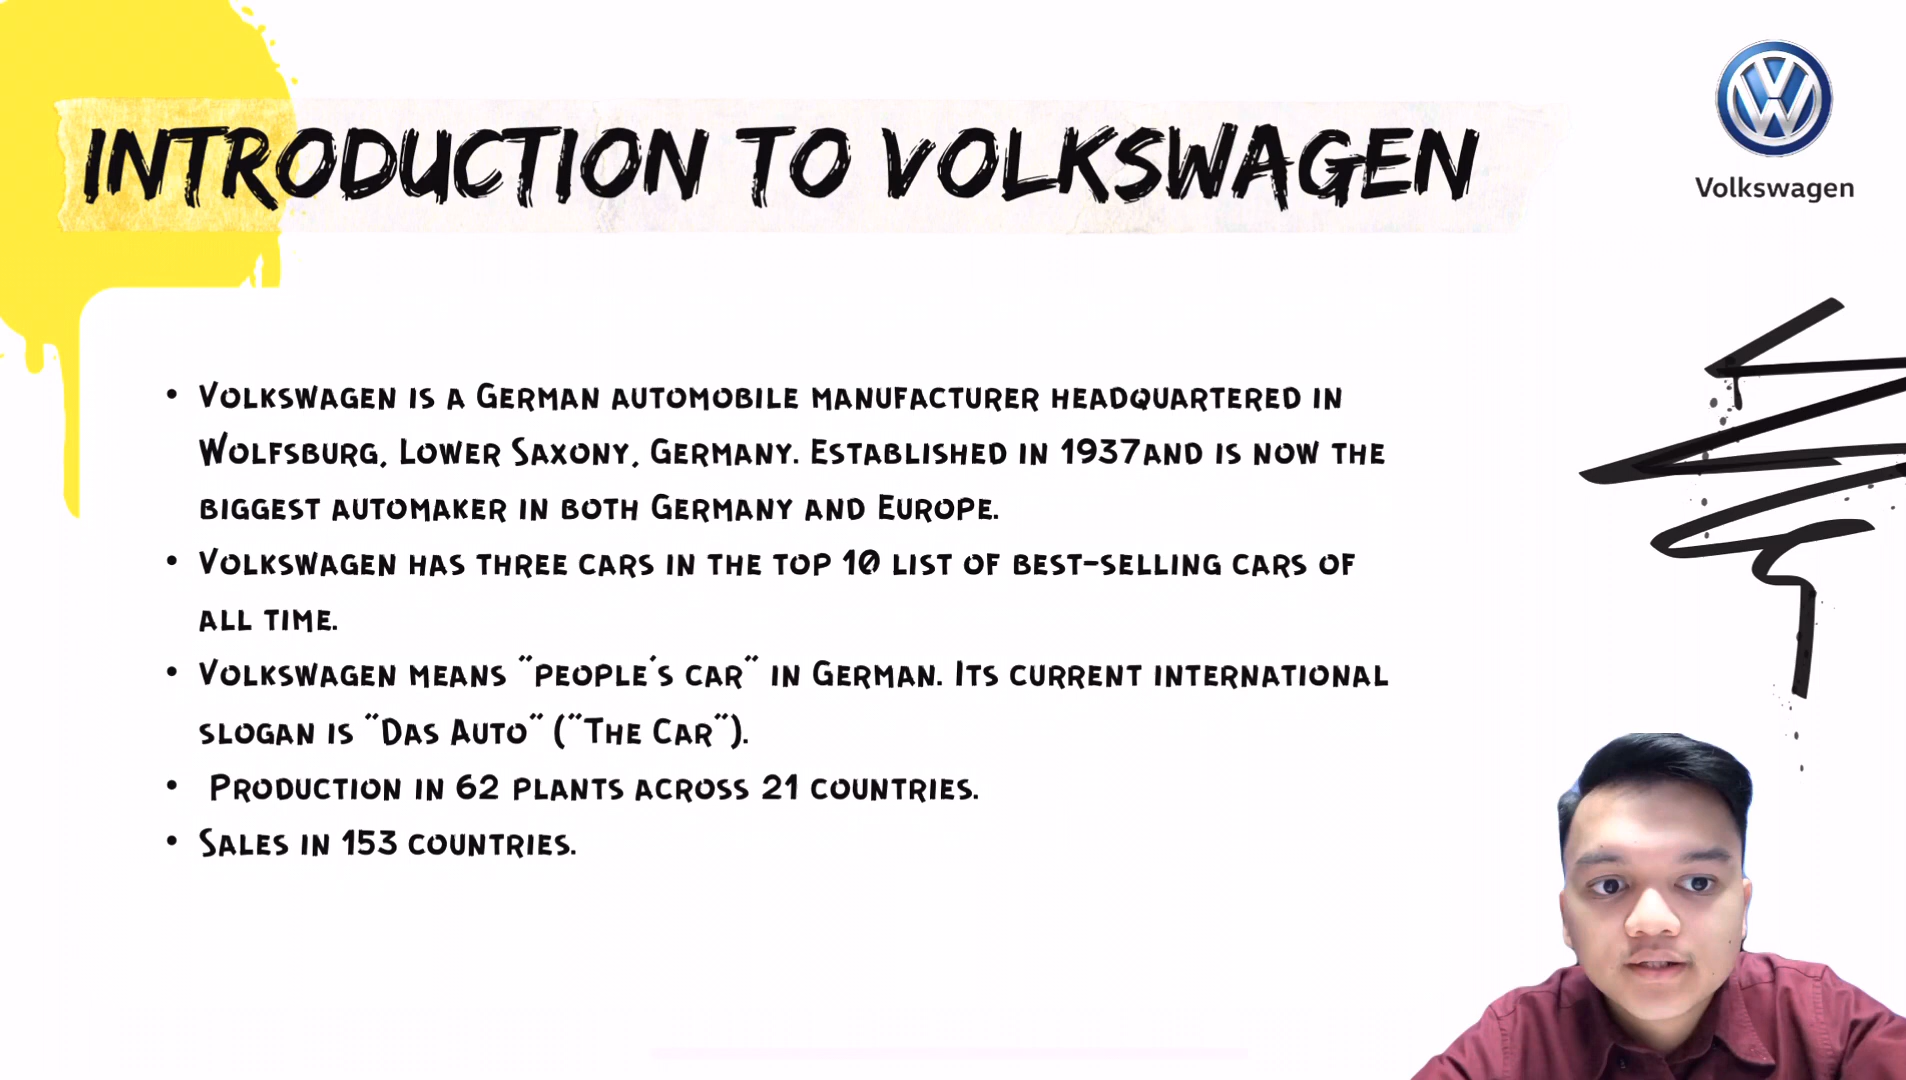 INTRODUCTION TO VOLKSWAGEN
Volkswagen
• Volkswagen is a German automobile manufacturer headquartered in
Wolfsburg, Lower Saxony, Germany. Established in 1937and is now the
biggest automaker in both Germany and Europe.
• Volkswagen has three cars in the top 10 list of best-selling cars of
all time.
• Volkswagen means "people's car" in German. Its current international
slogan is "Das Auto" ("The Car").
• Production in 62 plants across 21 countries.
• Sales in 153 countries.